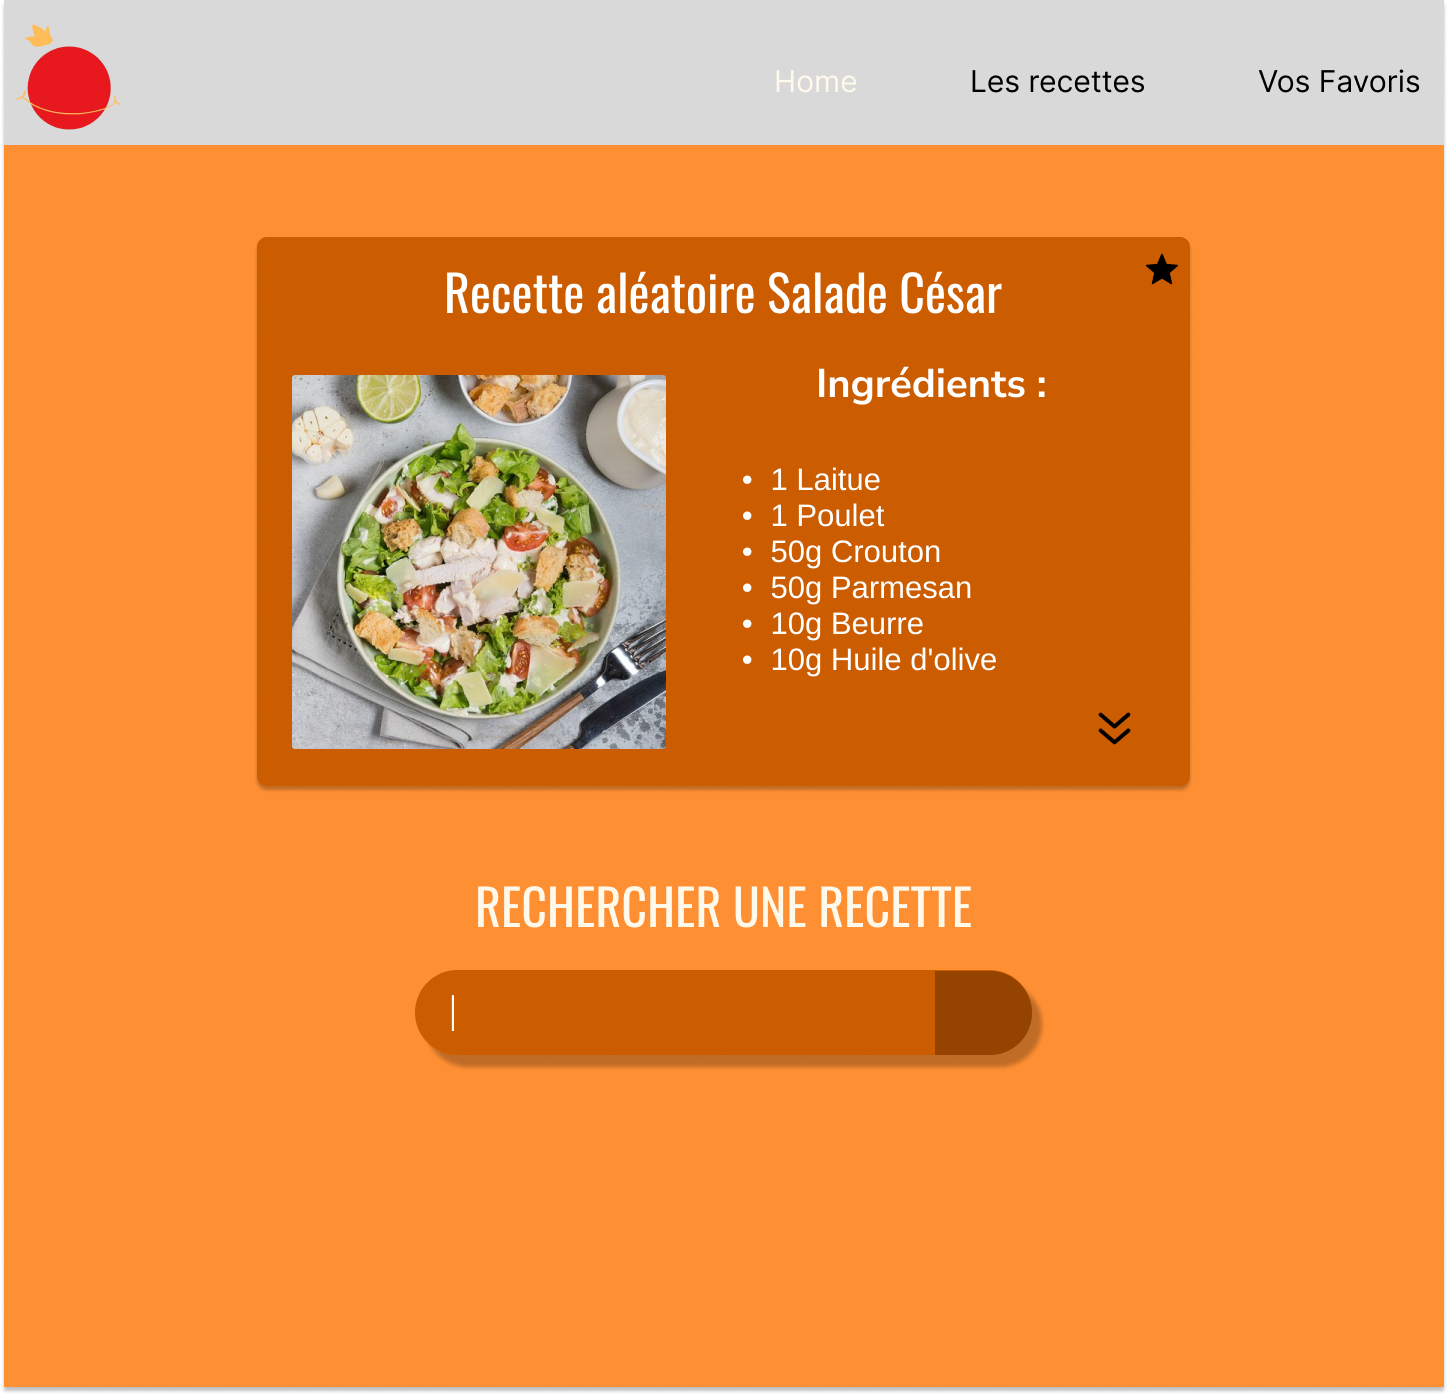 Home Les recettes Vos Favoris
Recette aléatoire Salade César
Ingrédients :
• 1 Laitue
• 1 Poulet
• 50g Crouton
• 50g Parmesan
• 10g Beurre
• 10g Huile d'olive
RECHERCHER UNE RECETTE